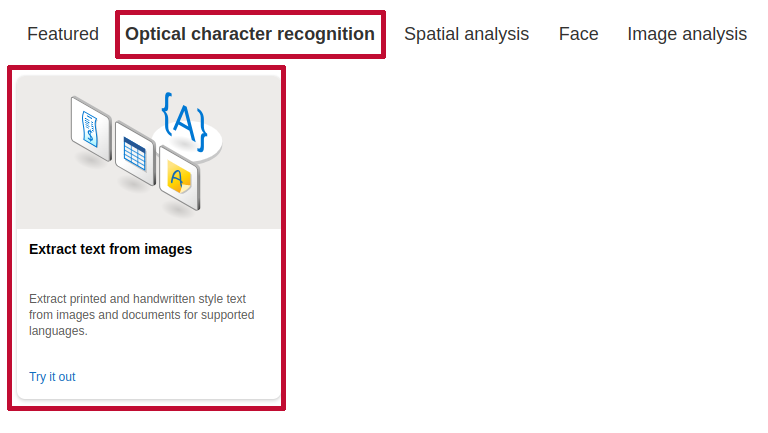 Featured Optical character recognition Spatial analysis Face Image analysis
{A}
A
Extract text from images
Extract printed and handwritten style text
from images and documents for supported
languages.
Try it out